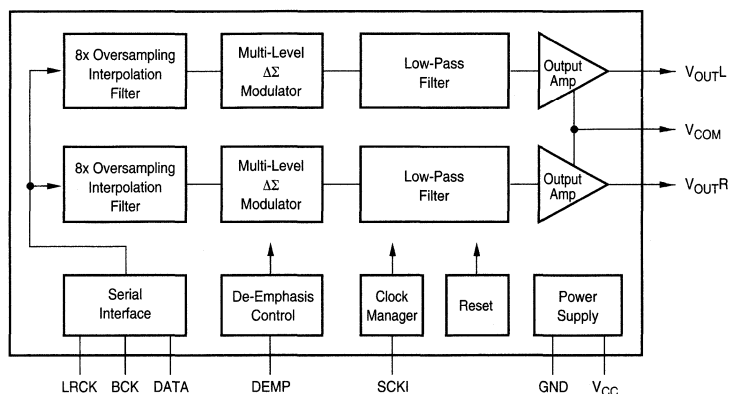 8x Oversampling
Interpolation
Filter
Multi-Level
ΔΣ
Modulator
Low-Pass
Filter
Output
Amp
VOUTL
VCOM
8x Oversampling
Interpolation
Filter
Multi-Level
ΔΣ
Modulator
Low-Pass
Filter
Output
Amp
VOUTR
Serial
Interface
De-Emphasis
Control
Clock
Manager
Reset
Power
Supply
LRCK BCK DATA DEMP SCKI GND VCC